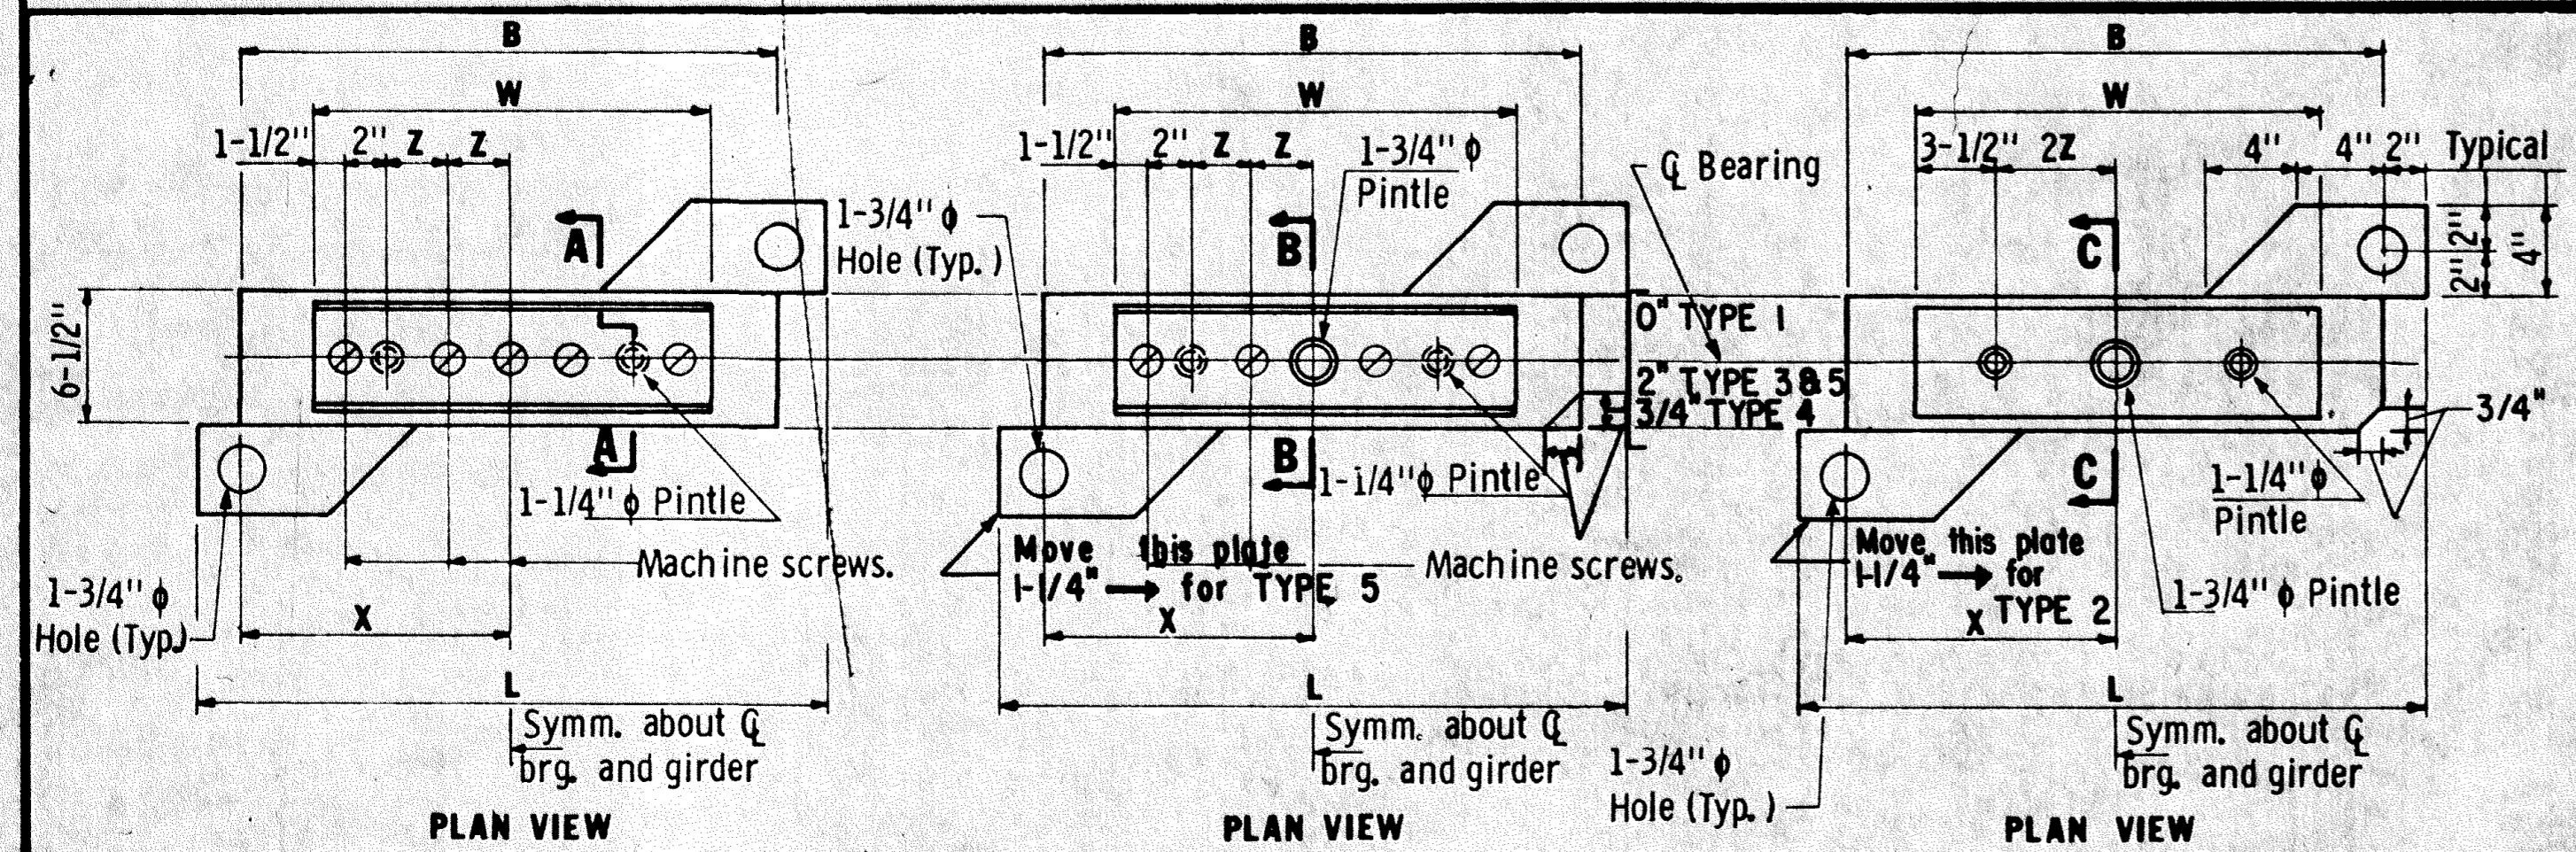 B
W
1-1/2" 2" Z Z
6-1/2"
A
A
1-1/4" ϕ Pintle
Machine screws.
1-3/4" ϕ
Hole (Typ.)
X
L
Symm. about ℄
brg. and girder
PLAN VIEW
B
W
1-1/2" 2" Z Z
1-3/4" ϕ
Pintle
1-3/4" ϕ
Hole (Typ.)
℄ Bearing
B
B
0" TYPE 1
2" TYPE 3 & 5
3/4" TYPE 4
1-1/4" ϕ Pintle
Move this plate
1-1/4" → for TYPE 5
Machine screws.
X
L
Symm. about ℄
brg. and girder
PLAN VIEW
B
W
3-1/2" 2Z
4" 4" 2" Typical
2" 2"
4"
C
C
3/4"
1-1/4" ϕ
Pintle
Move this plate
1-1/4" → for
TYPE 2
1-3/4" ϕ Pintle
X
L
1-3/4" ϕ
Hole (Typ.)
Symm. about ℄
brg. and girder
PLAN VIEW